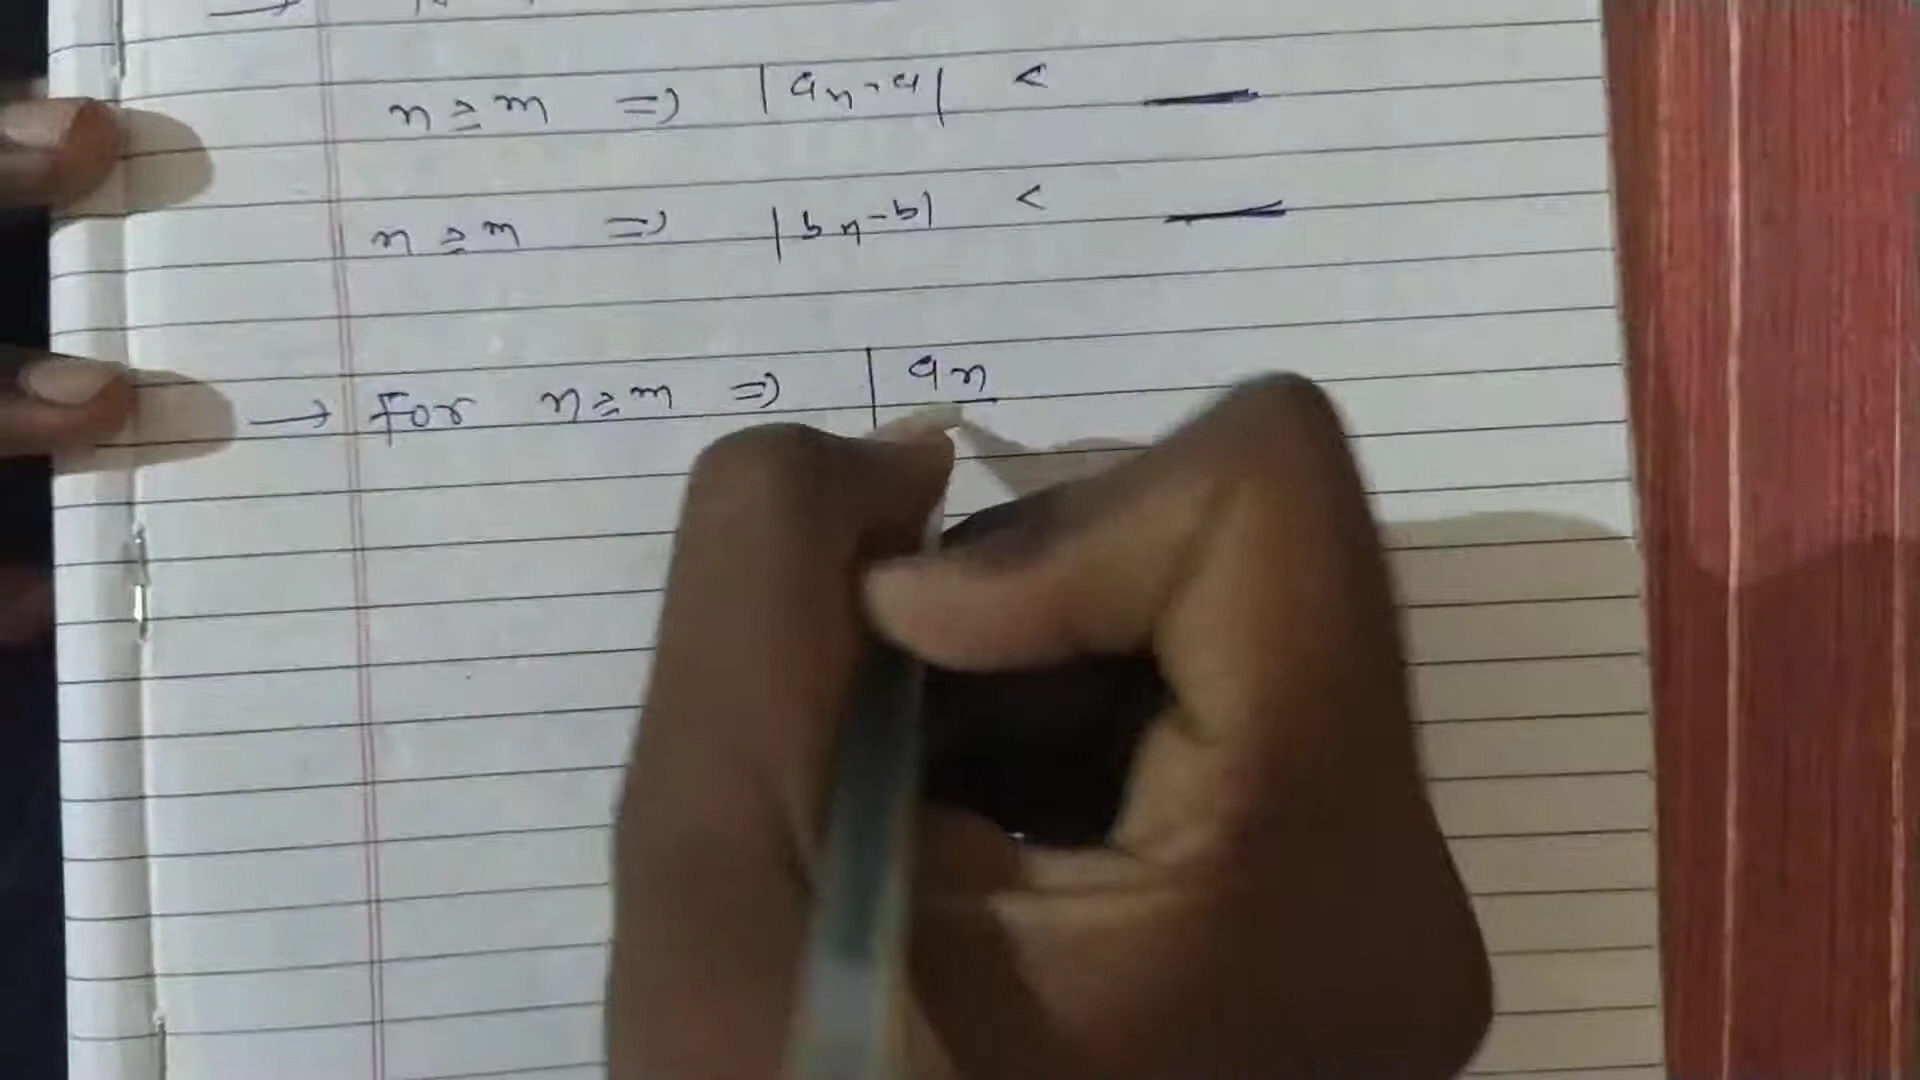 n ≥ m => |an - a| < —
n ≥ m => |bn - b| < —
→ For n ≥ m => | an